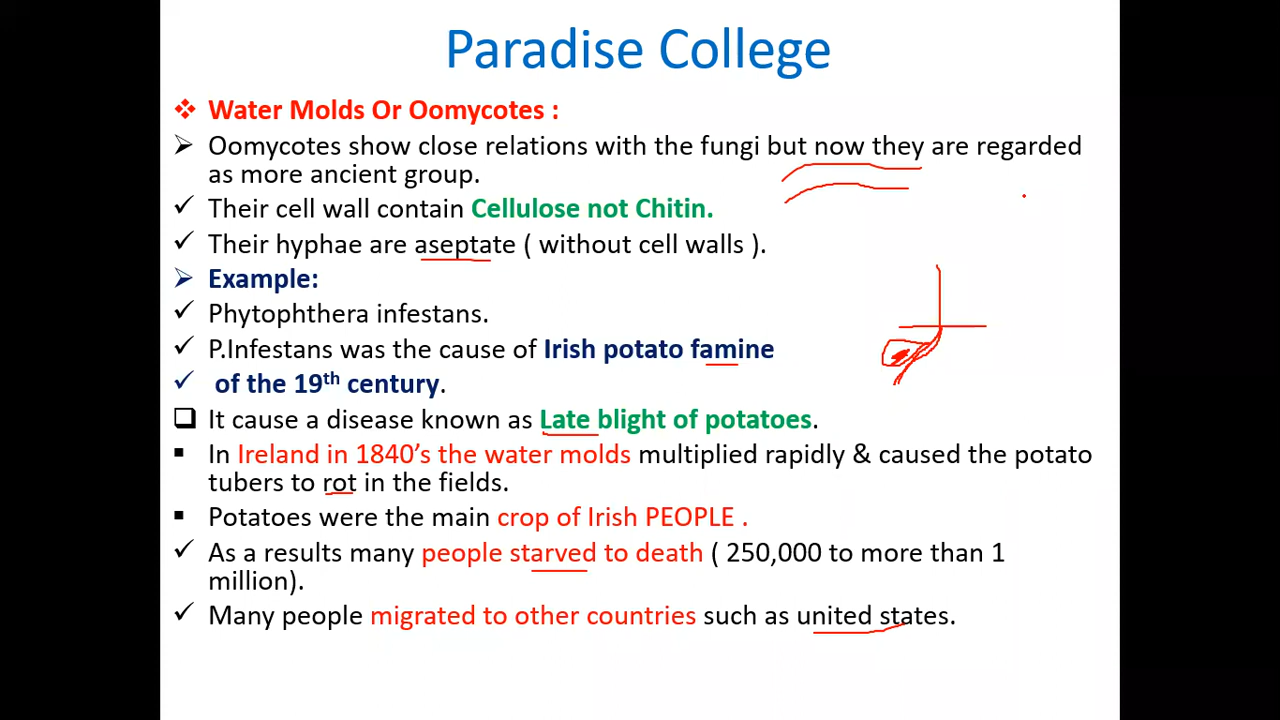 Paradise College
❖ Water Molds Or Oomycotes :
➢ Oomycotes show close relations with the fungi but now they are regarded
as more ancient group.
✓ Their cell wall contain Cellulose not Chitin.
✓ Their hyphae are aseptate ( without cell walls ).
➢ Example:
✓ Phytophthera infestans.
✓ P.Infestans was the cause of Irish potato famine
✓ of the 19th century.
❑ It cause a disease known as Late blight of potatoes.
▪ In Ireland in 1840’s the water molds multiplied rapidly & caused the potato
tubers to rot in the fields.
▪ Potatoes were the main crop of Irish PEOPLE .
✓ As a results many people starved to death ( 250,000 to more than 1
million).
✓ Many people migrated to other countries such as united states.